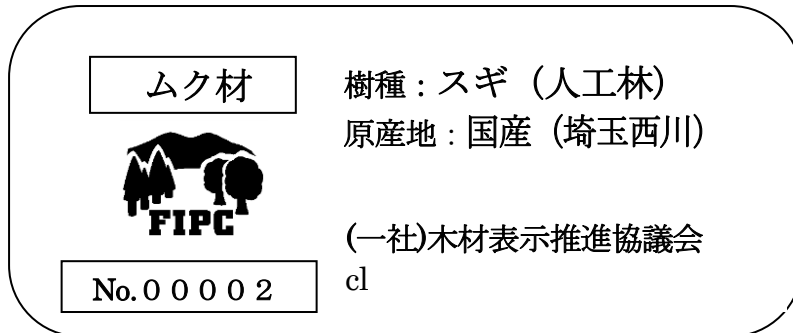 ムク材
樹種：スギ（人工林）
原産地：国産（埼玉西川）
FIPC
(一社)木材表示推進協議会
No.００００２
cl